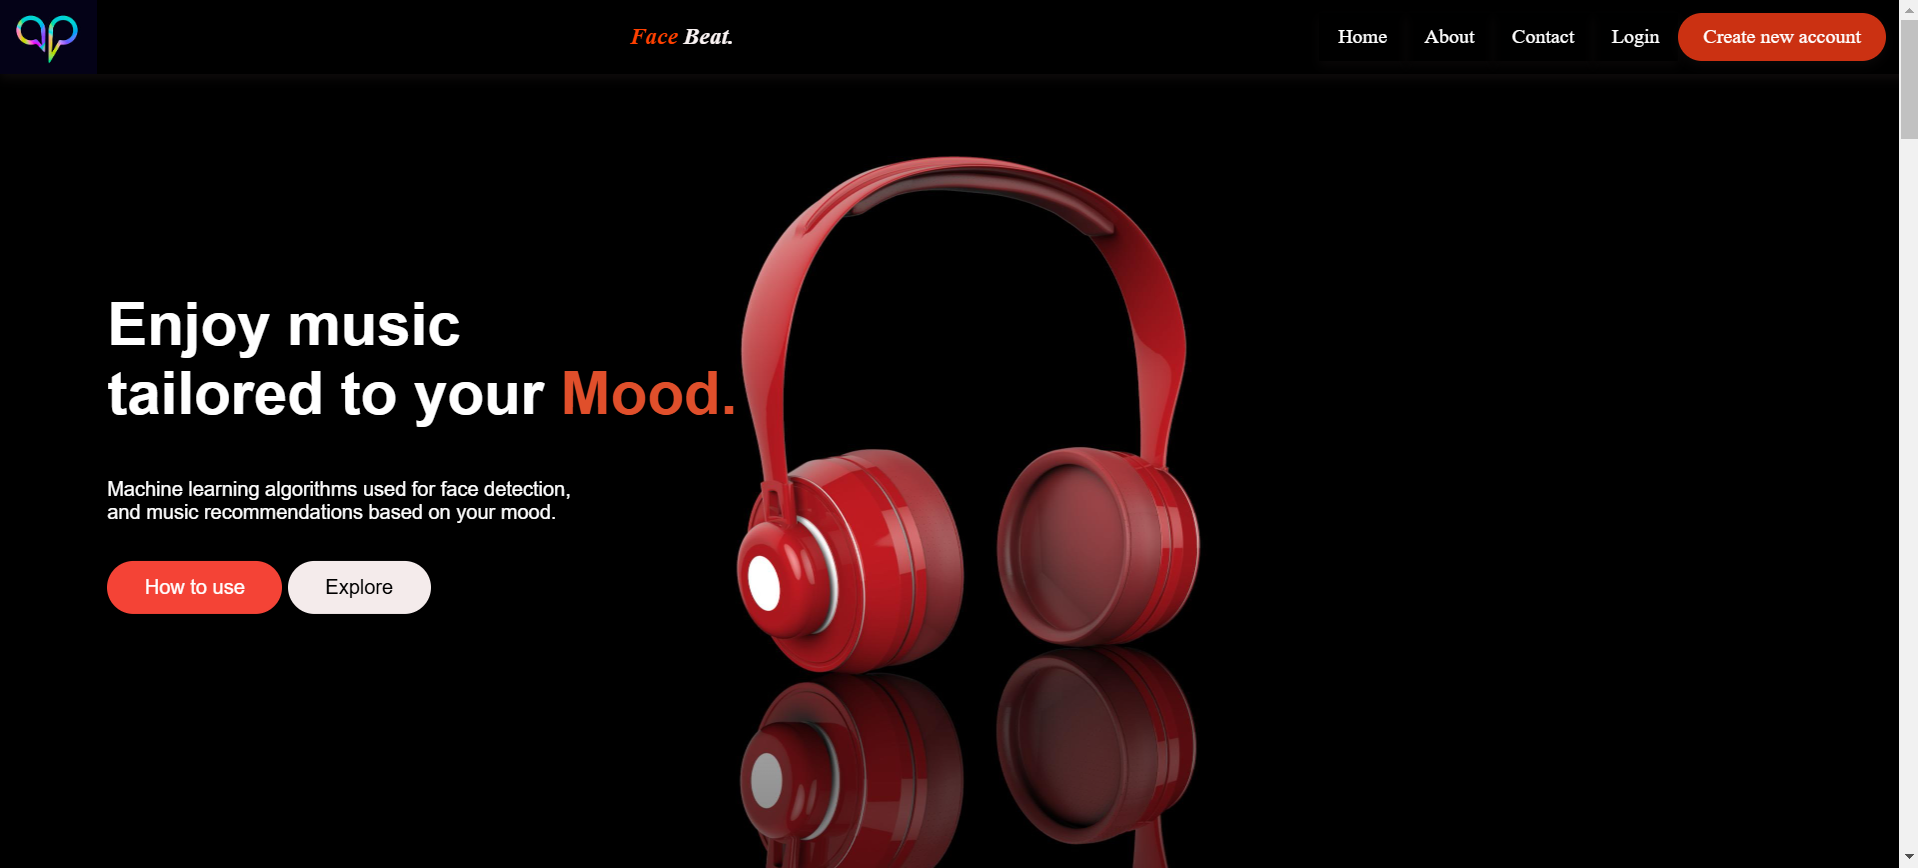 Face Beat.
Home
About
Contact
Login
Create new account
Enjoy music
tailored to your Mood.
Machine learning algorithms used for face detection,
and music recommendations based on your mood.
How to use
Explore